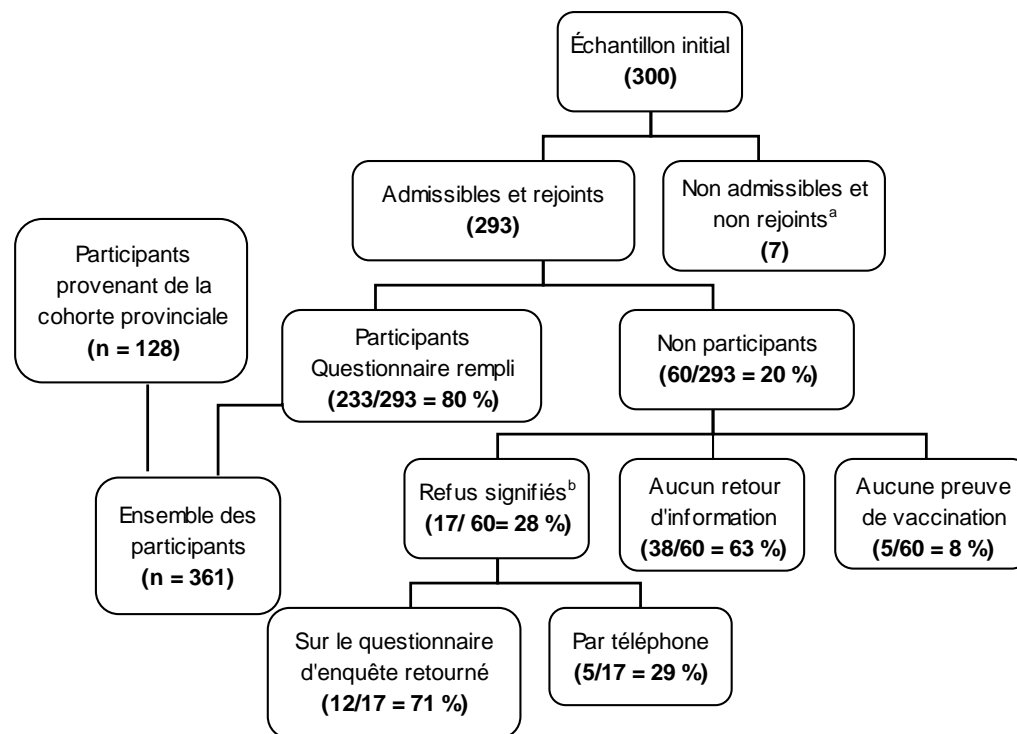 Échantillon initial
(300)
Admissibles et rejoints
(293)
Non admissibles et
non rejointsᵃ
(7)
Participants
provenant de la
cohorte provinciale
(n = 128)
Participants
Questionnaire rempli
(233/293 = 80 %)
Non participants
(60/293 = 20 %)
Ensemble des
participants
(n = 361)
Refus signifiésᵇ
(17/ 60= 28 %)
Aucun retour
d'information
(38/60 = 63 %)
Aucune preuve
de vaccination
(5/60 = 8 %)
Sur le questionnaire
d'enquête retourné
(12/17 = 71 %)
Par téléphone
(5/17 = 29 %)